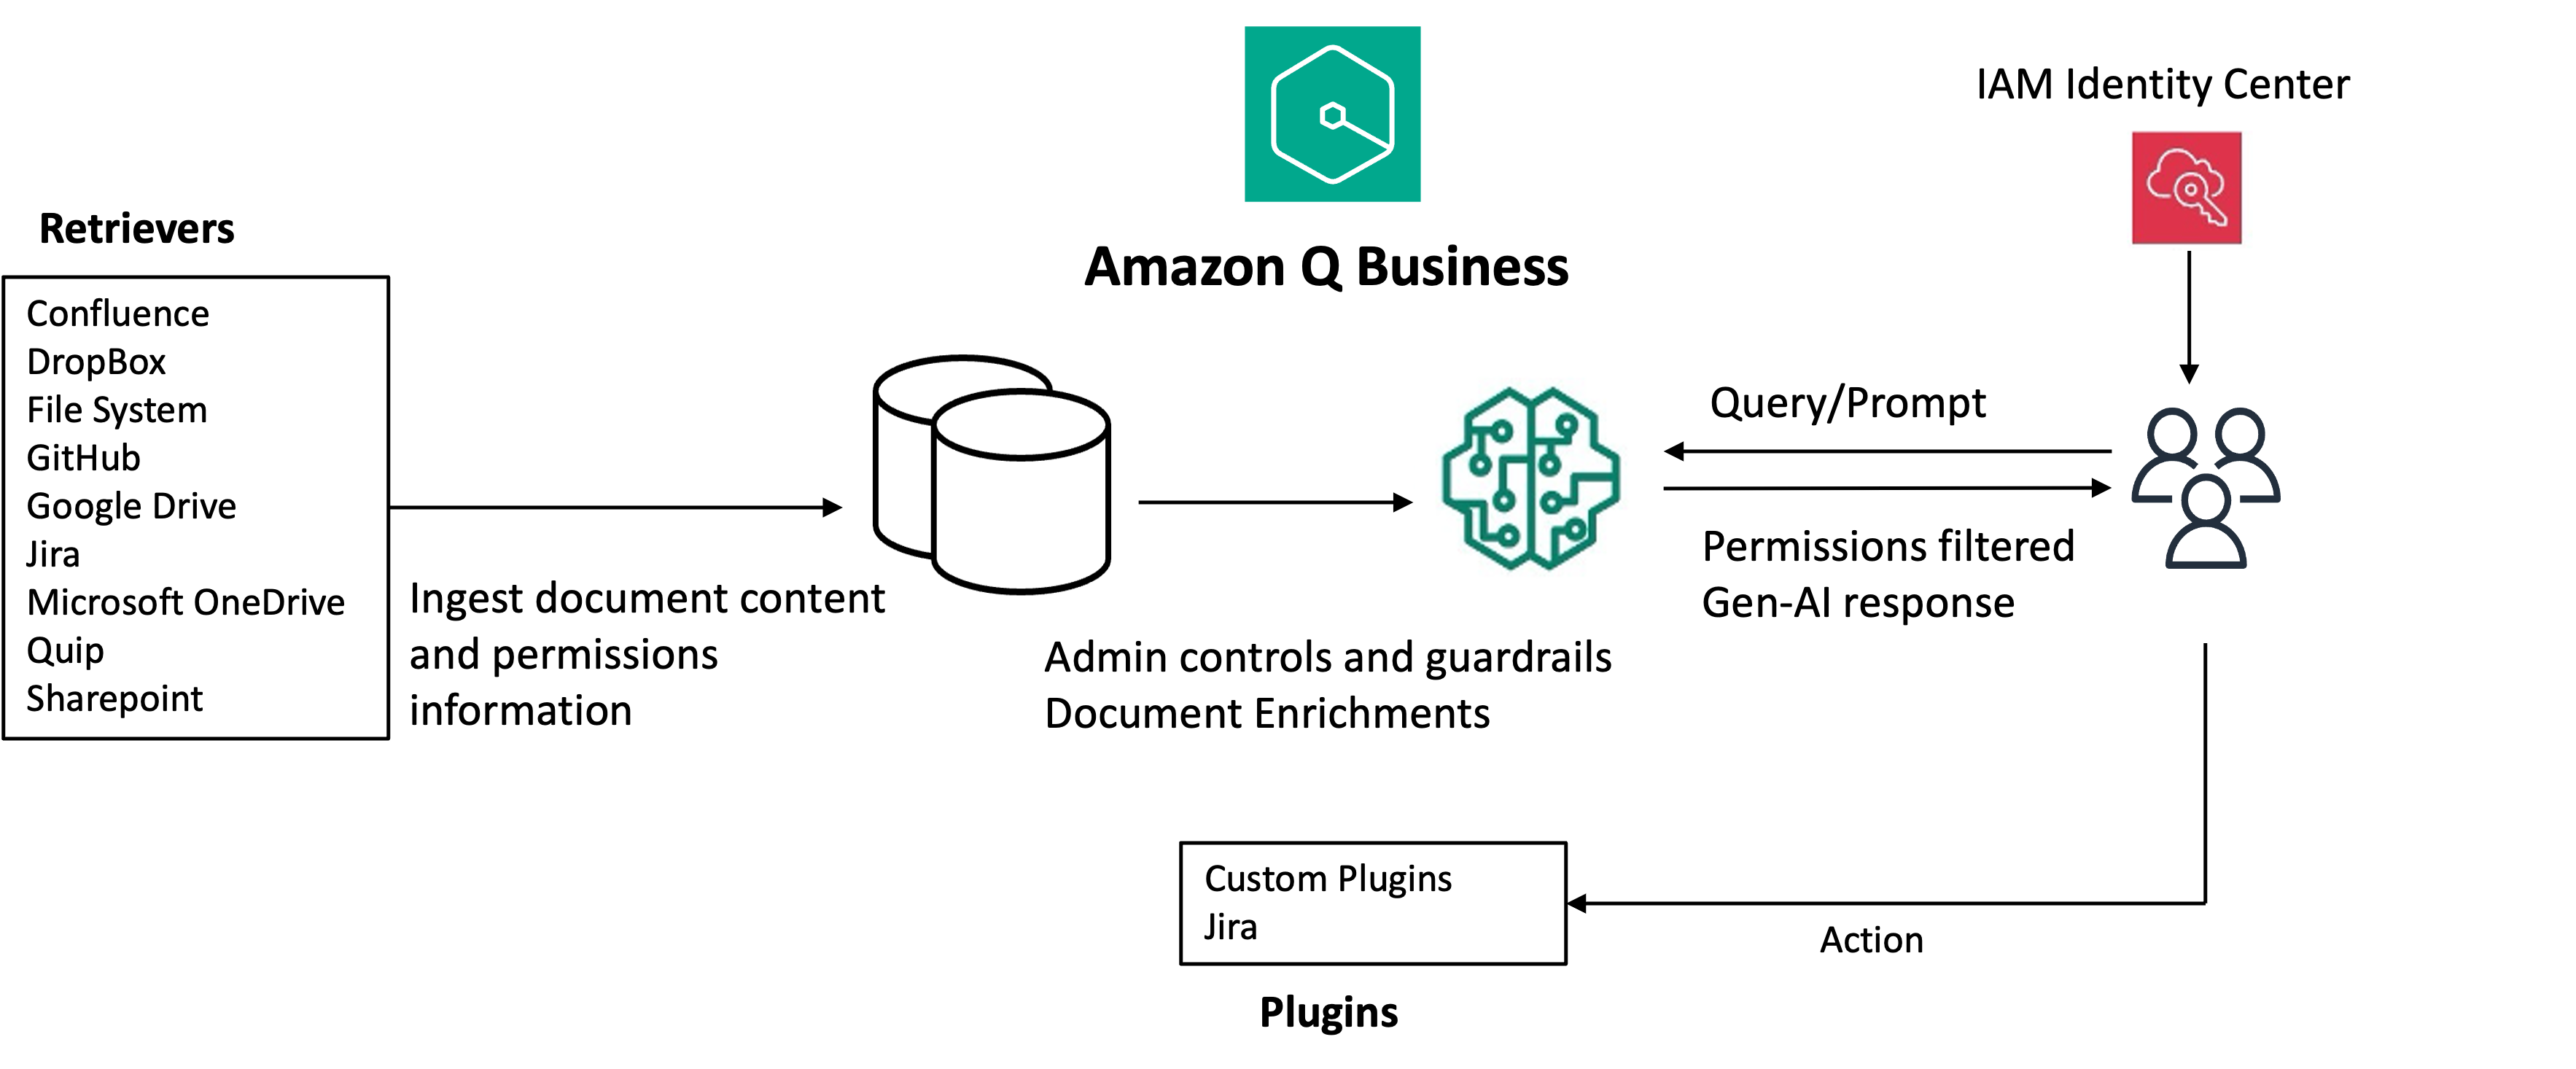 Amazon Q Business
IAM Identity Center
Retrievers
Confluence
DropBox
File System
GitHub
Google Drive
Jira
Microsoft OneDrive
Quip
Sharepoint
Ingest document content
and permissions
information
Admin controls and guardrails
Document Enrichments
Query/Prompt
Permissions filtered
Gen-AI response
Custom Plugins
Jira
Plugins
Action